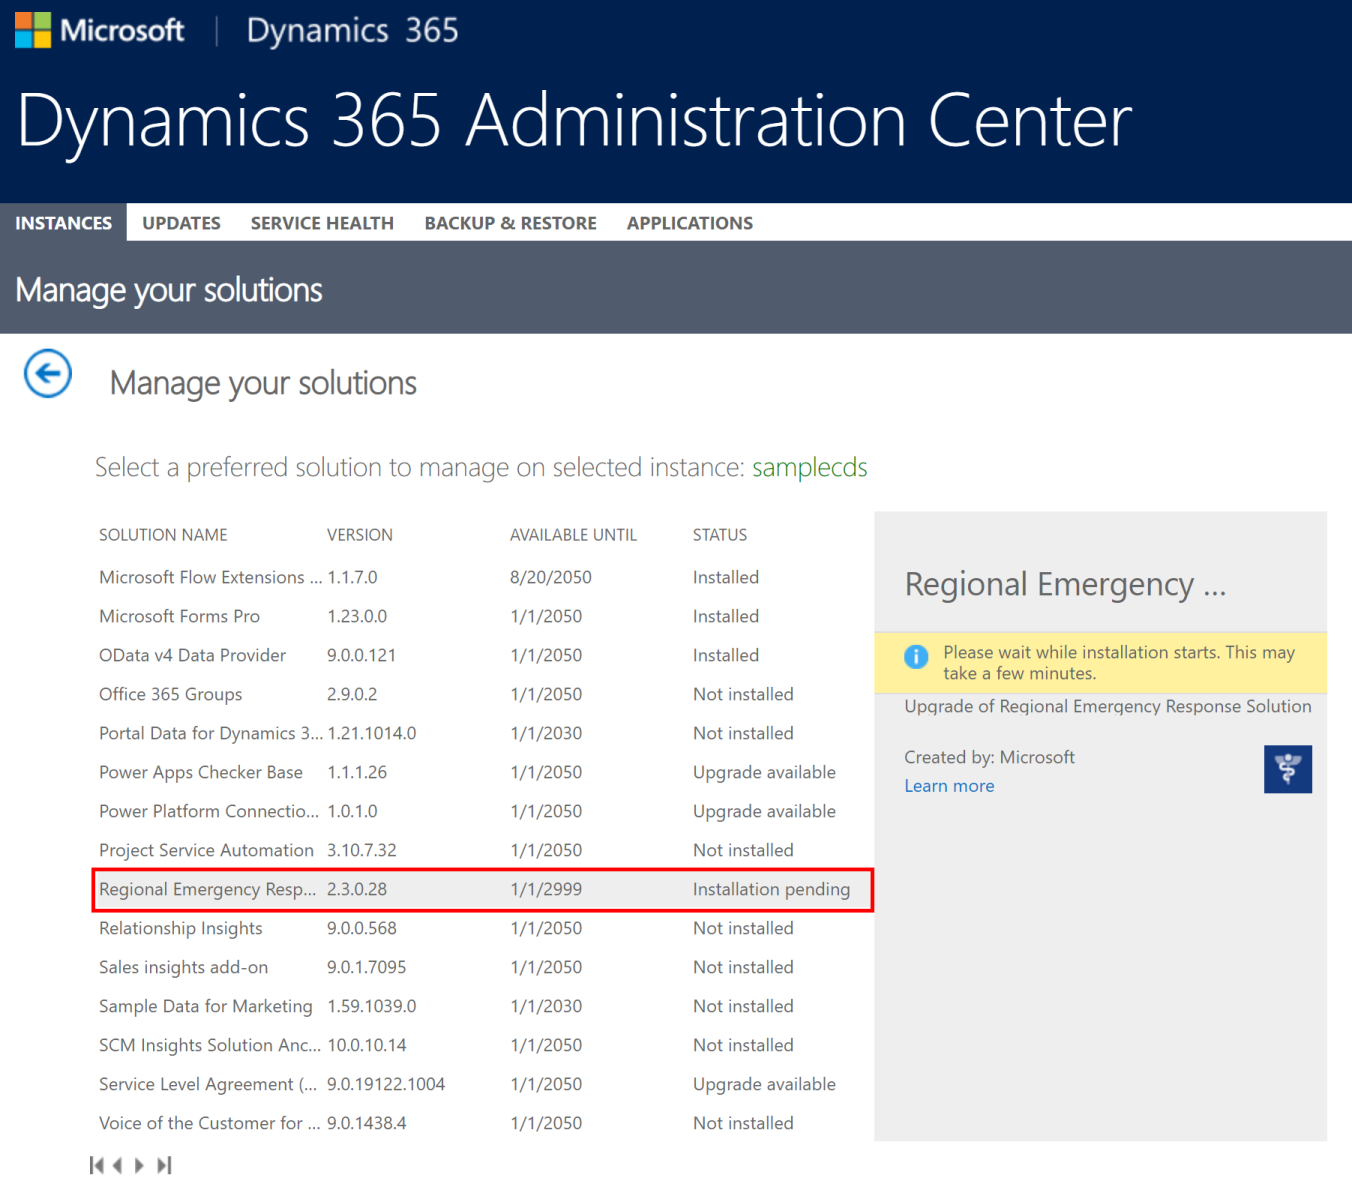 Microsoft | Dynamics 365
Dynamics 365 Administration Center
INSTANCES UPDATES SERVICE HEALTH BACKUP & RESTORE APPLICATIONS
Manage your solutions
Manage your solutions
Select a preferred solution to manage on selected instance: samplecds
SOLUTION NAME VERSION AVAILABLE UNTIL STATUS
Microsoft Flow Extensions ... 1.1.7.0 8/20/2050 Installed
Microsoft Forms Pro 1.23.0.0 1/1/2050 Installed
OData v4 Data Provider 9.0.0.121 1/1/2050 Installed
Office 365 Groups 2.9.0.2 1/1/2050 Not installed
Portal Data for Dynamics 3... 1.21.1014.0 1/1/2030 Not installed
Power Apps Checker Base 1.1.1.26 1/1/2050 Upgrade available
Power Platform Connectio... 1.0.1.0 1/1/2050 Upgrade available
Project Service Automation 3.10.7.32 1/1/2050 Not installed
Regional Emergency Resp... 2.3.0.28 1/1/2999 Installation pending
Relationship Insights 9.0.0.568 1/1/2050 Not installed
Sales insights add-on 9.0.1.7095 1/1/2050 Not installed
Sample Data for Marketing 1.59.1039.0 1/1/2030 Not installed
SCM Insights Solution Anc... 10.0.10.14 1/1/2050 Not installed
Service Level Agreement (... 9.0.19122.1004 1/1/2050 Upgrade available
Voice of the Customer for ... 9.0.1438.4 1/1/2050 Not installed
Regional Emergency ...
Please wait while installation starts. This may
take a few minutes.
Upgrade of Regional Emergency Response Solution
Created by: Microsoft
Learn more